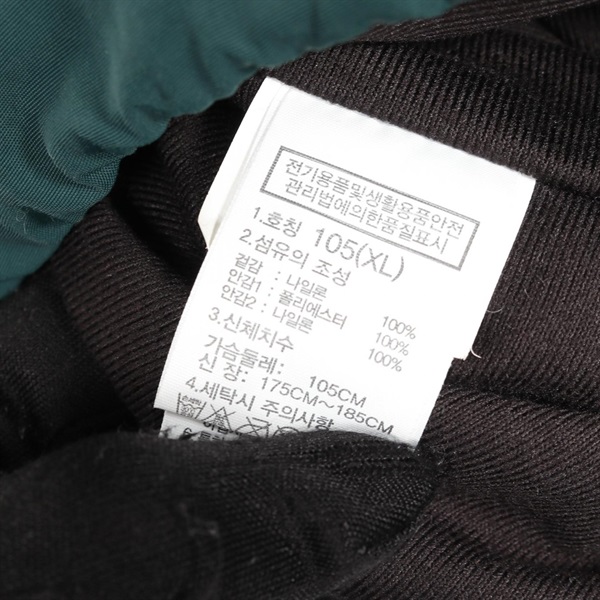 전기용품및생활용품안전
관리법에의한품질표시
1.호칭 105(XL)
2.섬유의 조성
겉감 : 나일론 100%
안감1 : 폴리에스터 100%
안감2 : 나일론 100%
3.신체치수
가슴둘레: 105CM
신 장: 175CM~185CM
4.세탁시 주의사항